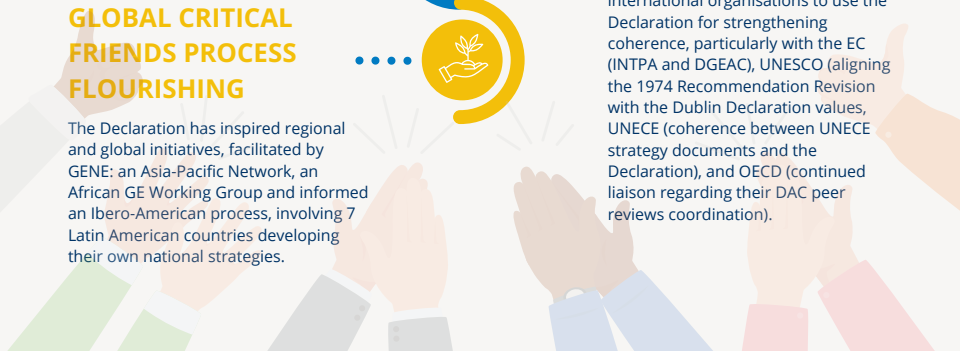 GLOBAL CRITICAL
FRIENDS PROCESS
FLOURISHING
The Declaration has inspired regional
and global initiatives, facilitated by
GENE: an Asia-Pacific Network, an
African GE Working Group and informed
an Ibero-American process, involving 7
Latin American countries developing
their own national strategies.
international organisations to use the
Declaration for strengthening
coherence, particularly with the EC
(INTPA and DGEAC), UNESCO (aligning
the 1974 Recommendation Revision
with the Dublin Declaration values,
UNECE (coherence between UNECE
strategy documents and the
Declaration), and OECD (continued
liaison regarding their DAC peer
reviews coordination).